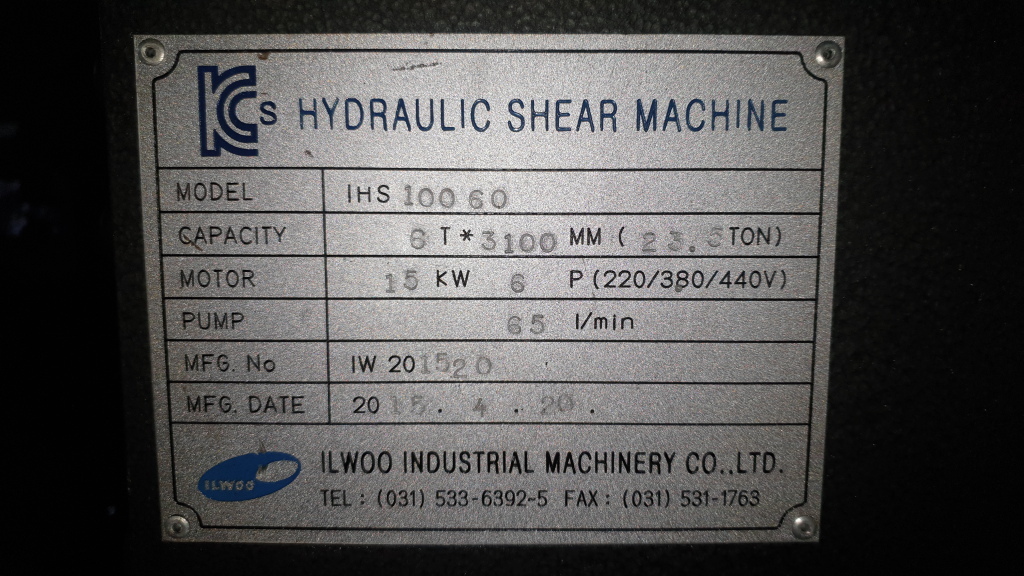 KCs HYDRAULIC SHEAR MACHINE
MODEL IHS 100 60
CAPACITY 6 T * 3100 MM ( 23.5 TON)
MOTOR 15 KW 6 P (220/380/440V)
PUMP 65 l/min
MFG. No IW 201520
MFG. DATE 2015. 4 . 20 .
ILWOO
ILWOO INDUSTRIAL MACHINERY CO.,LTD.
TEL : (031) 533-6392-5 FAX : (031) 531-1763